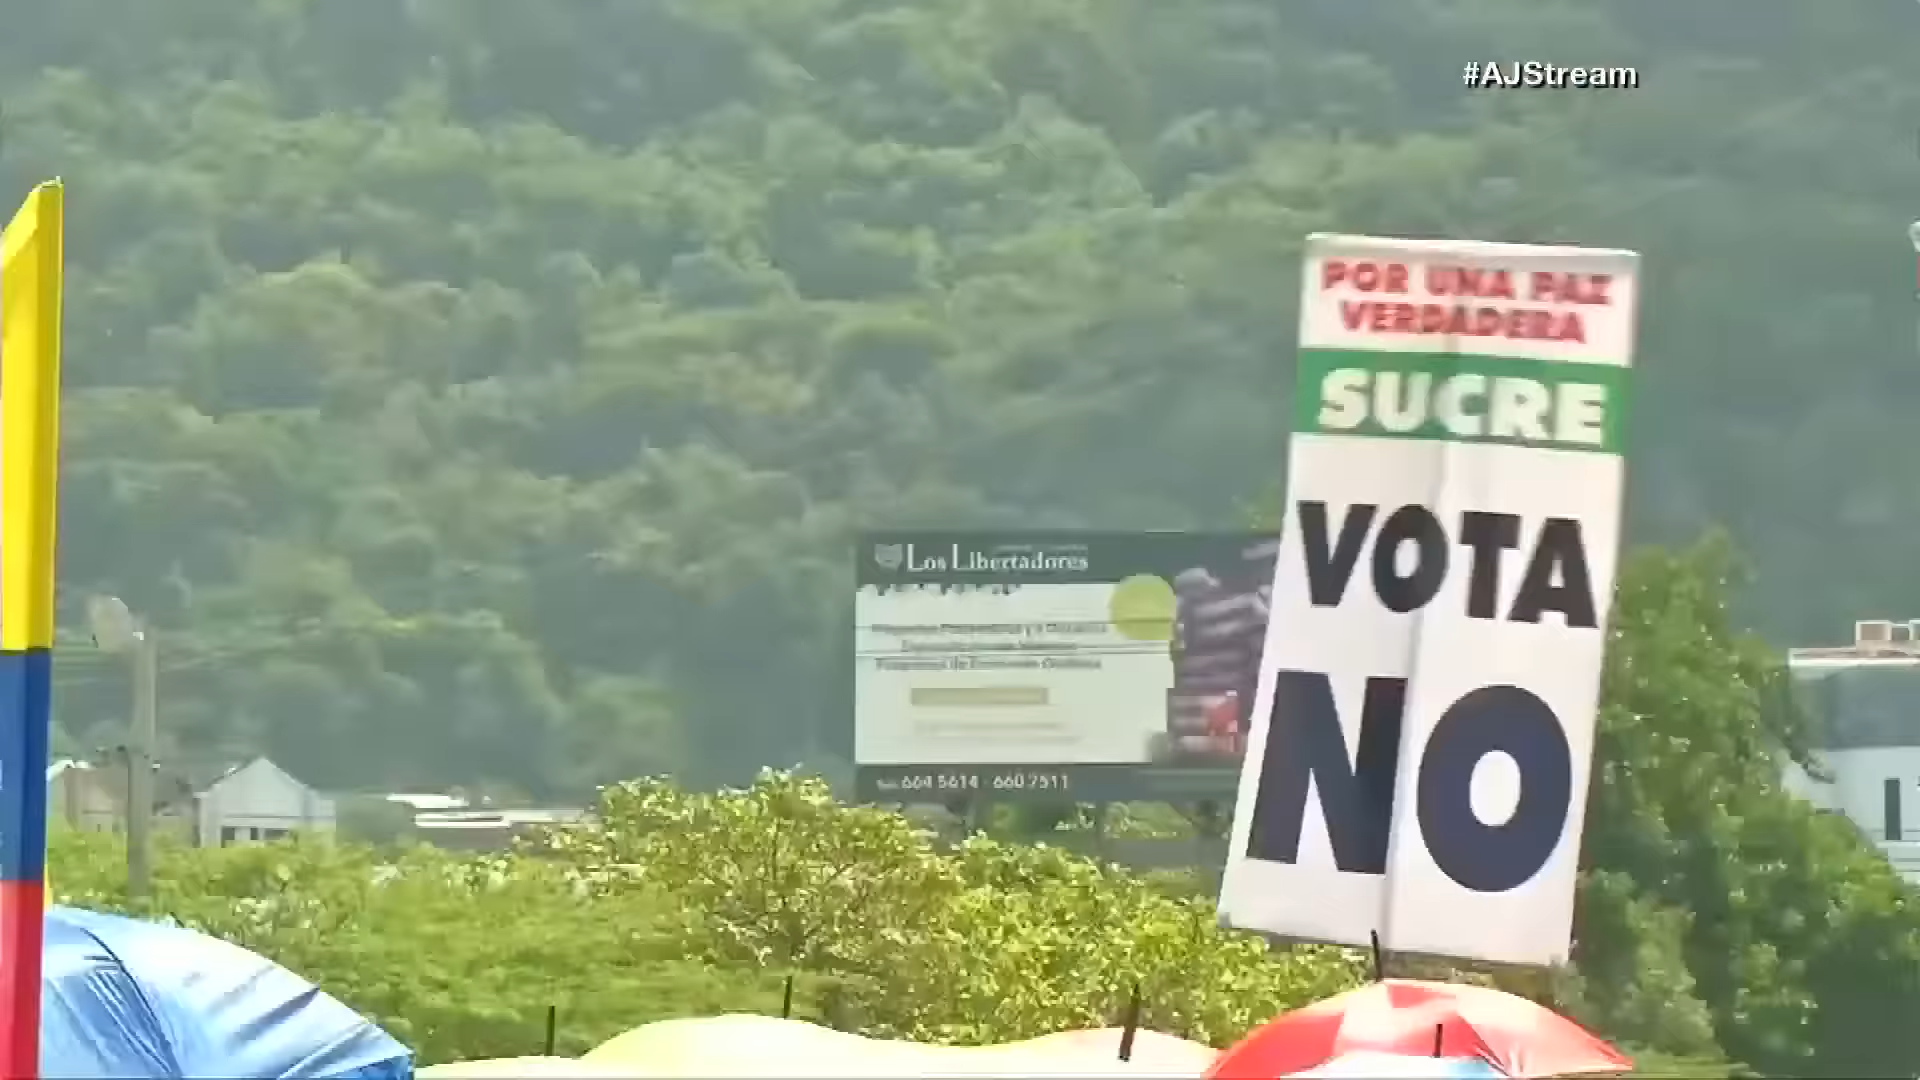 #AJStream
POR UNA PAZ
VERDADERA
SUCRE
VOTA
NO
Los Libertadores
664 5614 - 660 7511